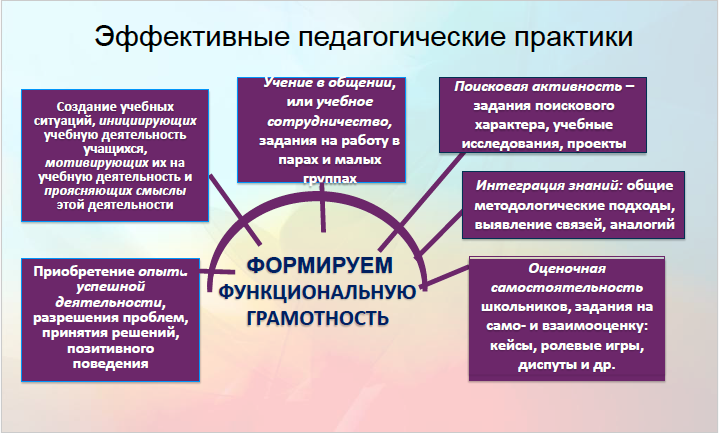 Эффективные педагогические практики
Создание учебных
ситуаций, инициирующих
учебную деятельность
учащихся,
мотивирующих их на
учебную деятельность и
проясняющих смыслы
этой деятельности
Учение в общении,
или учебное
сотрудничество,
задания на работу в
парах и малых
группах
Поисковая активность –
задания поискового
характера, учебные
исследования, проекты
Интеграция знаний: общие
методологические подходы,
выявление связей, аналогий
Приобретение опыта
успешной
деятельности,
разрешения проблем,
принятия решений,
позитивного
поведения
ФОРМИРУЕМ
ФУНКЦИОНАЛЬНУЮ
ГРАМОТНОСТЬ
Оценочная
самостоятельность
школьников, задания на
само- и взаимооценку:
кейсы, ролевые игры,
диспуты и др.